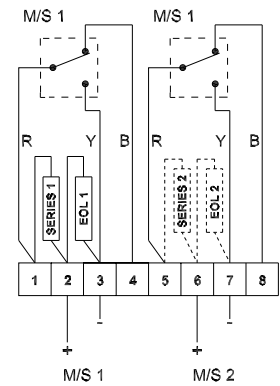 M/S 1 M/S 1
R Y B R Y B
SERIES 1 EOL 1 SERIES 2 EOL 2
1 2 3 4 5 6 7 8
+ - + -
M/S 1 M/S 2